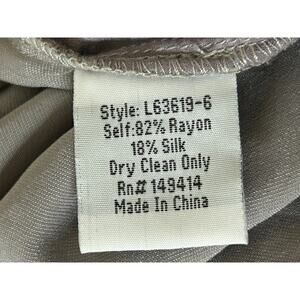 Style: L63619-6
Self:82% Rayon
18% Silk
Dry Clean Only
Rn# 149414
Made In China